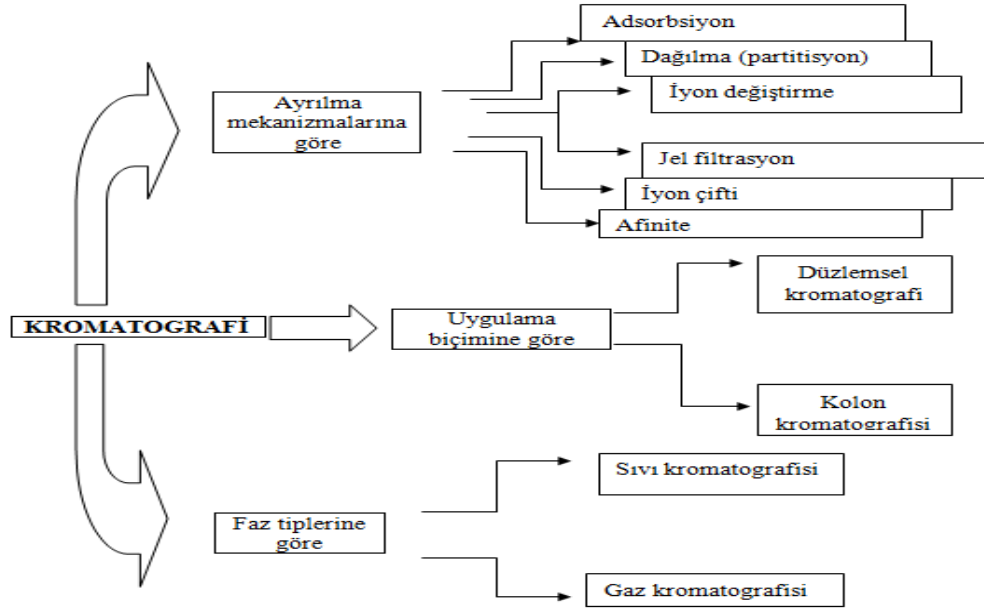 Adsorbsiyon
Dağılma (partitisyon)
İyon değiştirme
Ayrılma
mekanizmalarına
göre
Jel filtrasyon
İyon çifti
Afinite
Düzlemsel
kromatografi
KROMATOGRAFİ
Uygulama
biçimine göre
Kolon
kromatografisi
Sıvı kromatografisi
Faz tiplerine
göre
Gaz kromatografisi